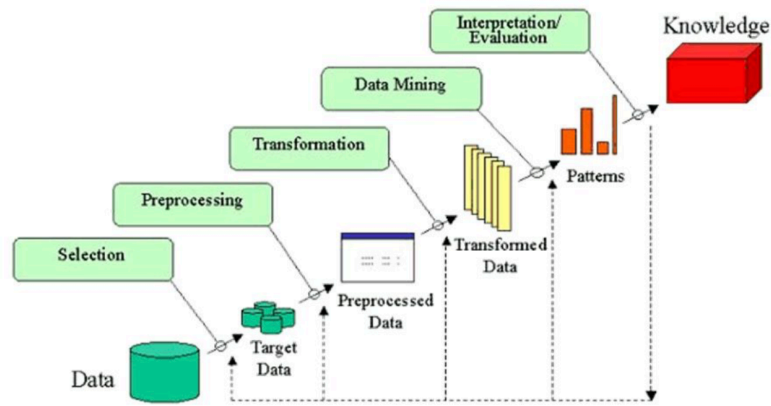 Interpretation/
Evaluation
Knowledge
Data Mining
Transformation
Patterns
Preprocessing
Transformed
Data
Selection
Preprocessed
Data
Target
Data
Data